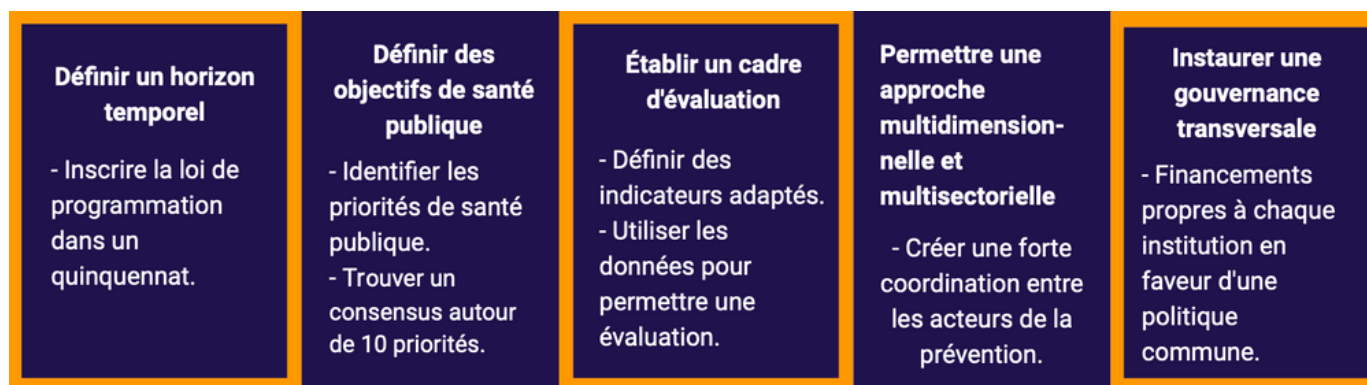 Définir un horizon
temporel
- Inscrire la loi de
programmation
dans un
quinquennat.
Définir des
objectifs de santé
publique
- Identifier les
priorités de santé
publique.
- Trouver un
consensus autour
de 10 priorités.
Établir un cadre
d'évaluation
- Définir des
indicateurs adaptés.
- Utiliser les
données pour
permettre une
évaluation.
Permettre une
approche
multidimension-
nelle et
multisectorielle
- Créer une forte
coordination entre
les acteurs de la
prévention.
Instaurer une
gouvernance
transversale
- Financements
propres à chaque
institution en
faveur d'une
politique
commune.